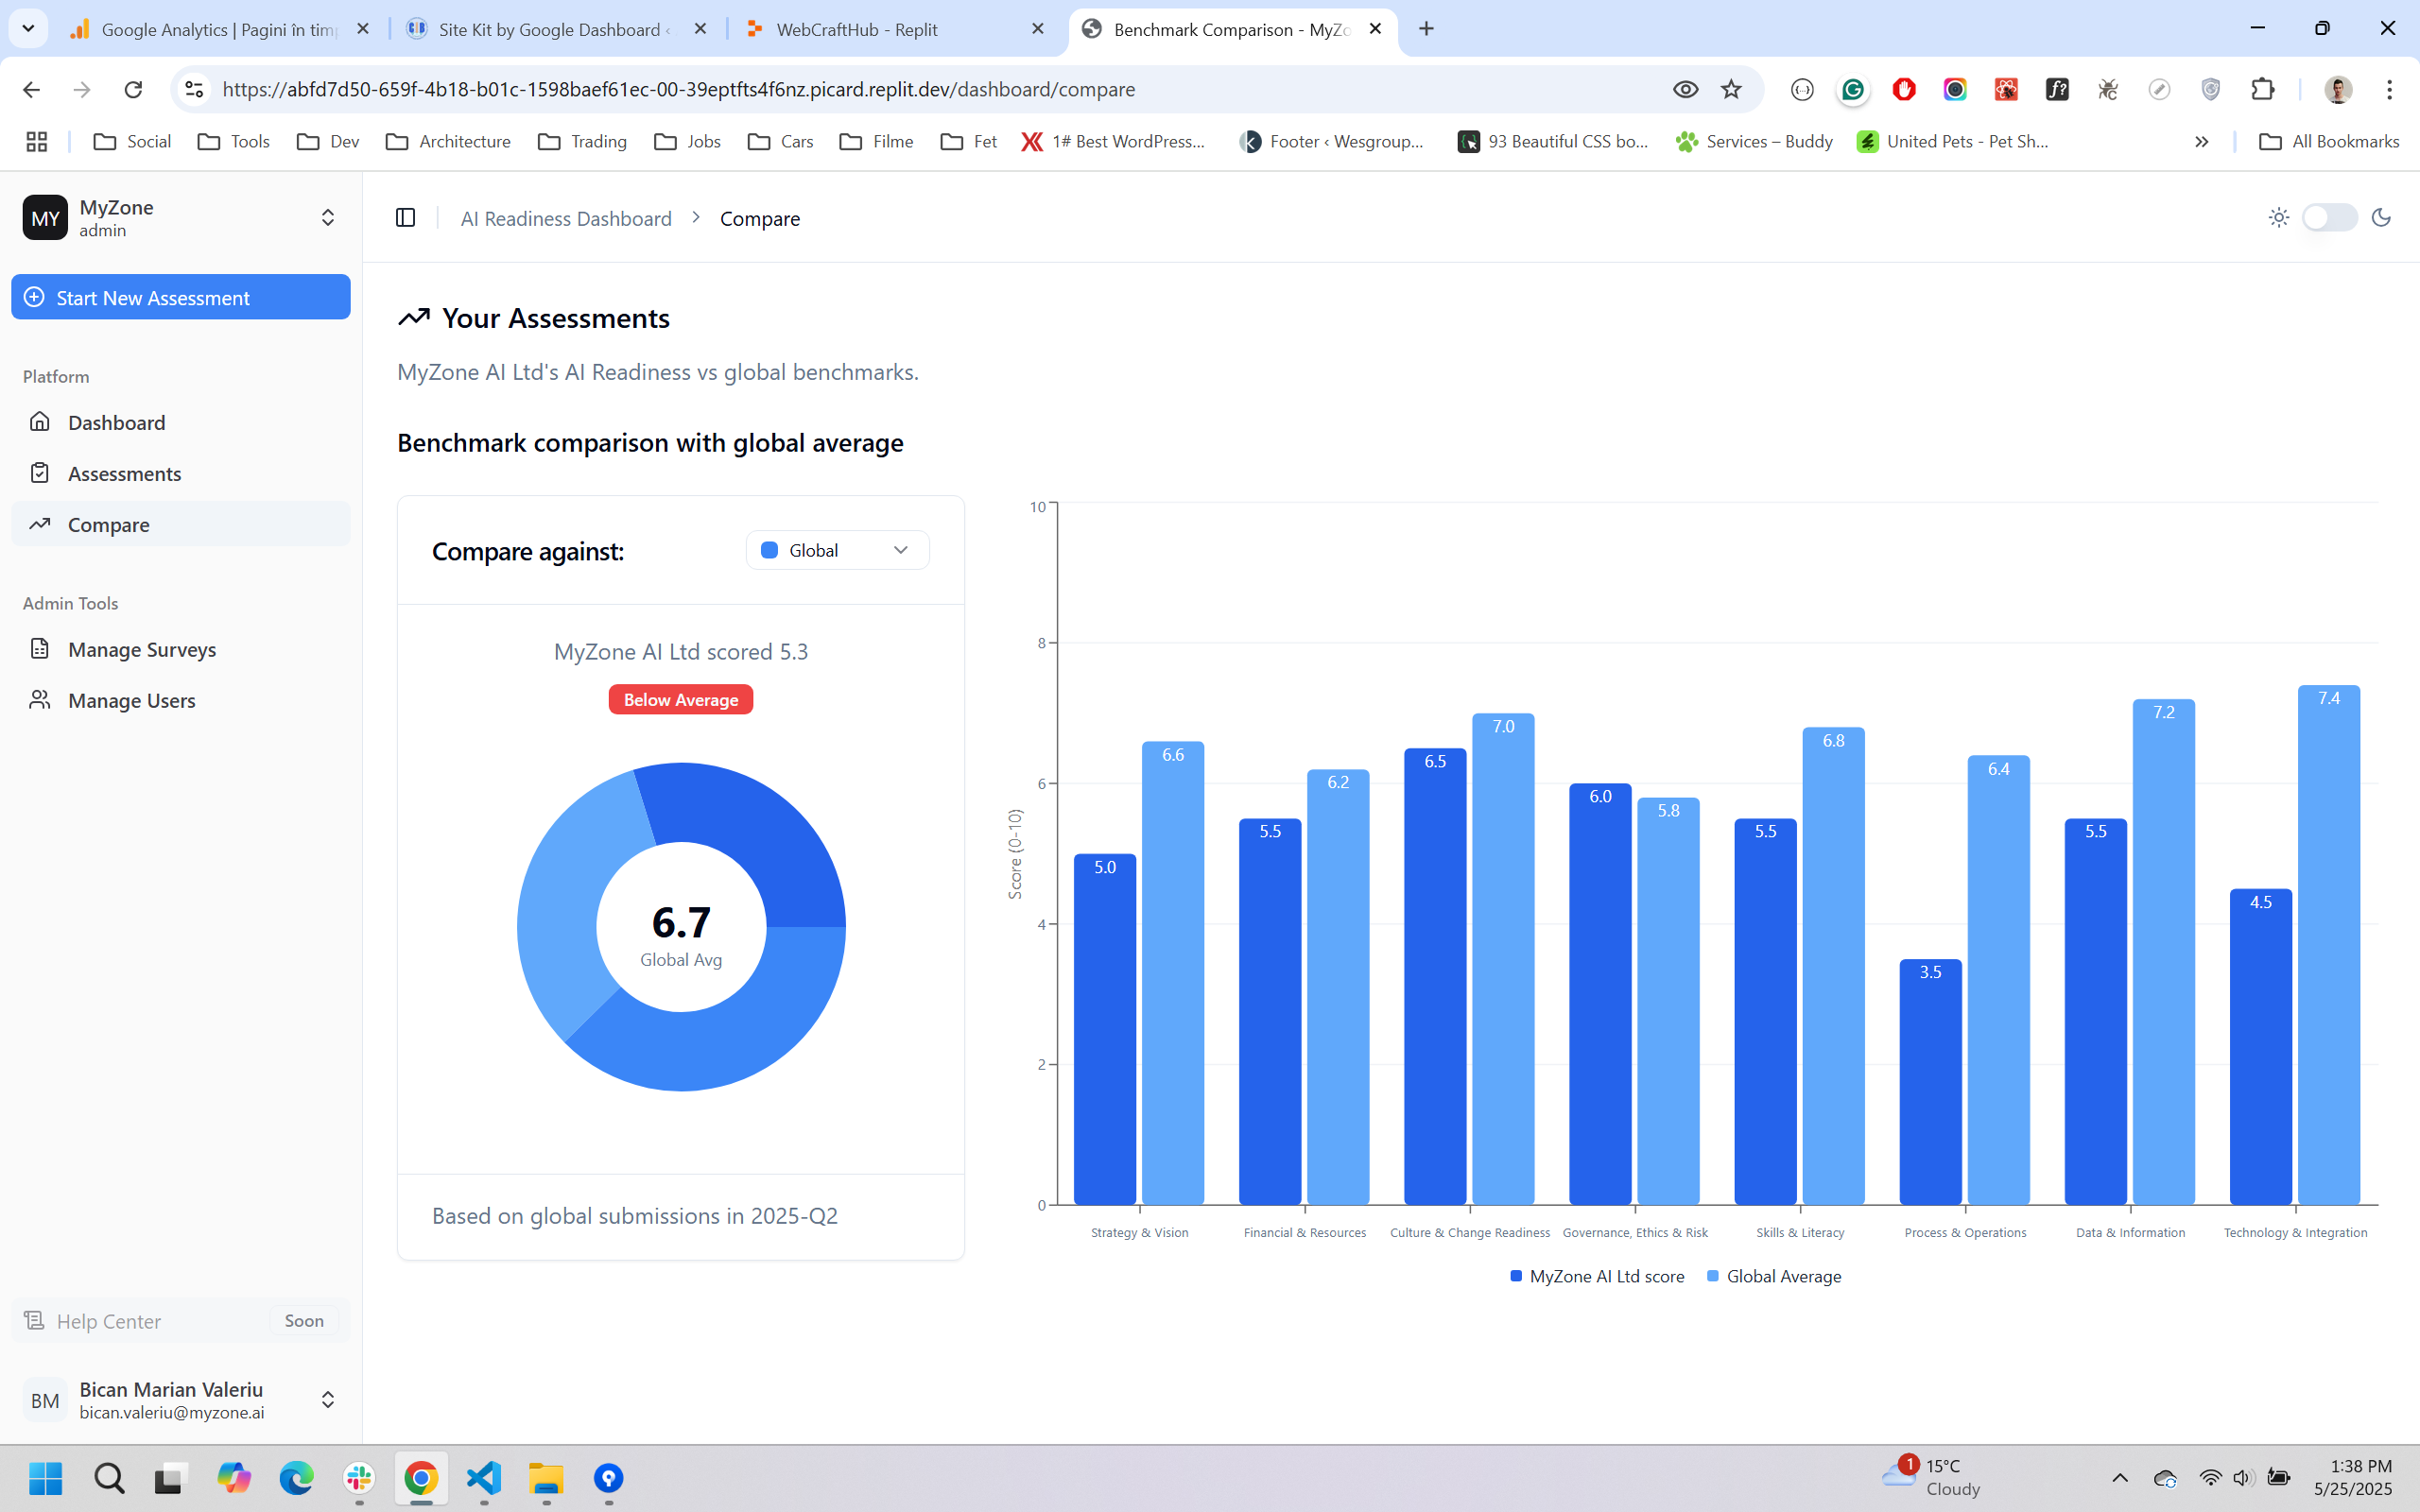 Google Analytics | Pagini în timp
Site Kit by Google Dashboard ‹
WebCraftHub - Replit
Benchmark Comparison - MyZo
https://abfd7d50-659f-4b18-b01c-1598baef61ec-00-39eptfts4f6nz.picard.replit.dev/dashboard/compare
Social
Tools
Dev
Architecture
Trading
Jobs
Cars
Filme
Fet
1# Best WordPress...
Footer ‹ Wesgroup...
93 Beautiful CSS bo...
Services – Buddy
United Pets - Pet Sh...
All Bookmarks
MY
MyZone
admin
AI Readiness Dashboard > Compare
Start New Assessment
Platform
Dashboard
Assessments
Compare
Admin Tools
Manage Surveys
Manage Users
Help Center
Soon
BM
Bican Marian Valeriu
bican.valeriu@myzone.ai
Your Assessments
MyZone AI Ltd's AI Readiness vs global benchmarks.
Benchmark comparison with global average
Compare against:
Global
MyZone AI Ltd scored 5.3
Below Average
6.7
Global Avg
Based on global submissions in 2025-Q2
Score (0-10)
10
8
6
4
2
0
5.0
6.6
5.5
6.2
6.5
7.0
6.0
5.8
5.5
6.8
3.5
6.4
5.5
7.2
4.5
7.4
Strategy & Vision
Financial & Resources
Culture & Change Readiness
Governance, Ethics & Risk
Skills & Literacy
Process & Operations
Data & Information
Technology & Integration
MyZone AI Ltd score
Global Average
1
15°C
Cloudy
1:38 PM
5/25/2025